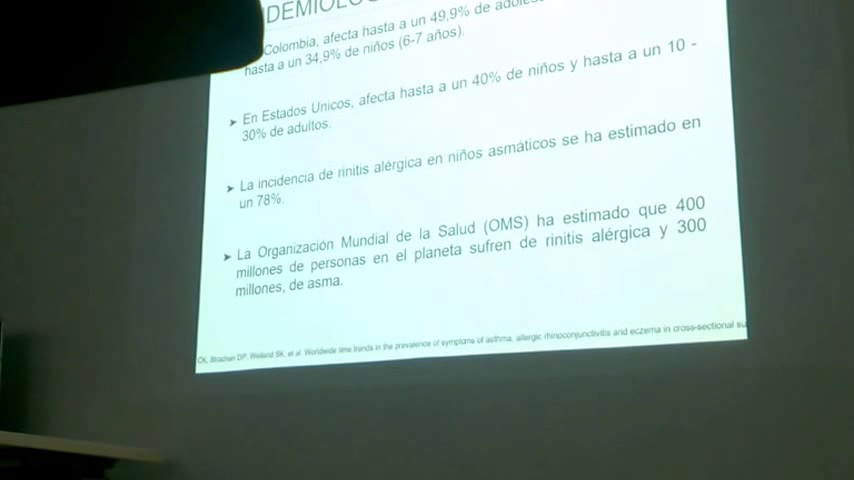 DEMIOLO
Colombia, afecta hasta a un 49,9% de
hasta a un 34,9% de niños (6-7 años).
➤ En Estados Unicos, afecta hasta a un 40% de niños y hasta a un 10 -
30% de adultos.
➤ La incidencia de rinitis alérgica en niños asmáticos se ha estimado en
un 78%.
➤ La Organización Mundial de la Salud (OMS) ha estimado que 400
millones de personas en el planeta sufren de rinitis alérgica y 300
millones, de asma.
CK, Strachan DP, Weiland SK, et al. Worldwide time trends in the prevalence of symptoms of asthma, allergic rhinoconjunctivitis and eczema in cross-sectional su